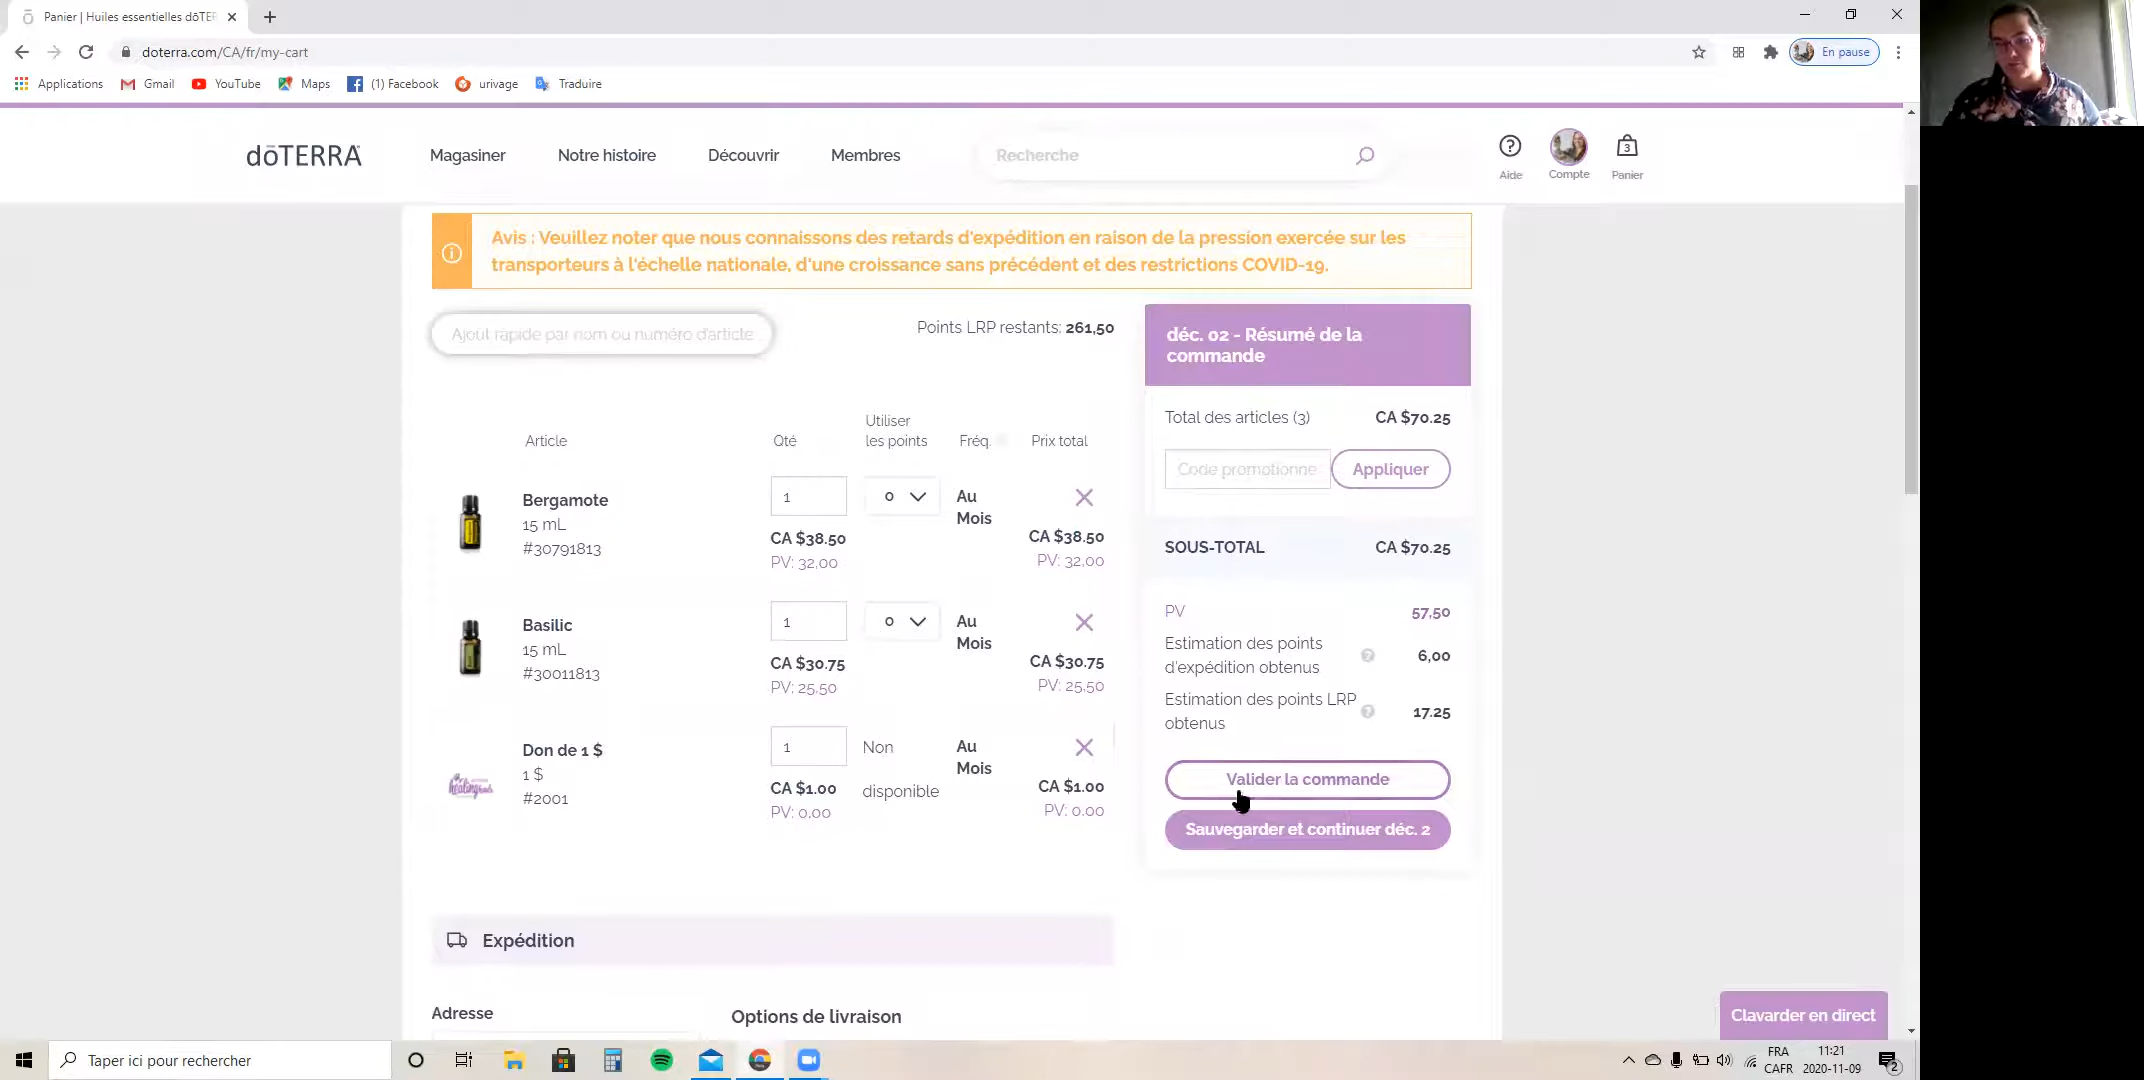 Panier | Huiles essentielles dōTER
doterra.com/CA/fr/my-cart
En pause
Applications
Gmail
YouTube
Maps
(1) Facebook
urivage
Traduire
dōTERRA
Magasiner
Notre histoire
Découvrir
Membres
Recherche
3
Aide
Compte
Panier
Avis : Veuillez noter que nous connaissons des retards d'expédition en raison de la pression exercée sur les
transporteurs à l'échelle nationale, d'une croissance sans précédent et des restrictions COVID-19.
Ajout rapide par nom ou numéro d'article
Points LRP restants: 261,50
Article
Qté
Utiliser
les points
Fréq.
Prix total
Bergamote
15 mL
#30791813
1
CA $38.50
PV: 32,00
0
Au
Mois
CA $38.50
PV: 32,00
Basilic
15 mL
#30011813
1
CA $30.75
PV: 25,50
0
Au
Mois
CA $30.75
PV: 25,50
healing hands
Don de 1 $
1 $
#2001
1
CA $1.00
PV: 0,00
Non
disponible
Au
Mois
CA $1.00
PV: 0.00
déc. 02 - Résumé de la
commande
Total des articles (3) CA $70.25
Code promotionne
Appliquer
SOUS-TOTAL CA $70.25
PV 57,50
Estimation des points
d'expédition obtenus 6,00
Estimation des points LRP
obtenus 17.25
Valider la commande
Sauvegarder et continuer déc. 2
Expédition
Adresse
Options de livraison
Clavarder en direct
Taper ici pour rechercher
FRA
CAFR
11:21
2020-11-09
2